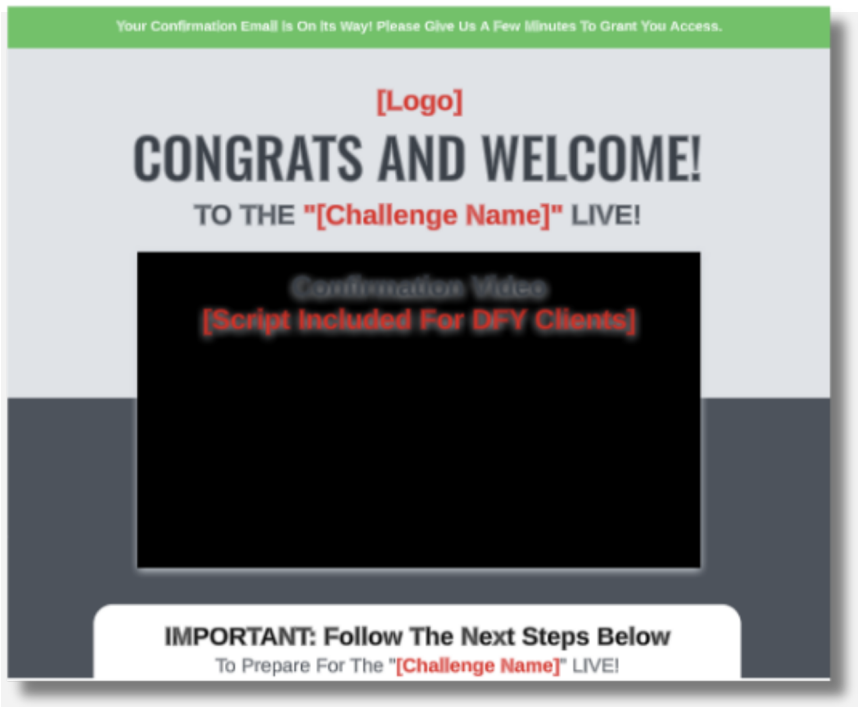 Your Confirmation Email Is On Its Way! Please Give Us A Few Minutes To Grant You Access.
[Logo]
CONGRATS AND WELCOME!
TO THE "[Challenge Name]" LIVE!
Confirmation Video
[Script Included For DFY Clients]
IMPORTANT: Follow The Next Steps Below
To Prepare For The "[Challenge Name]" LIVE!